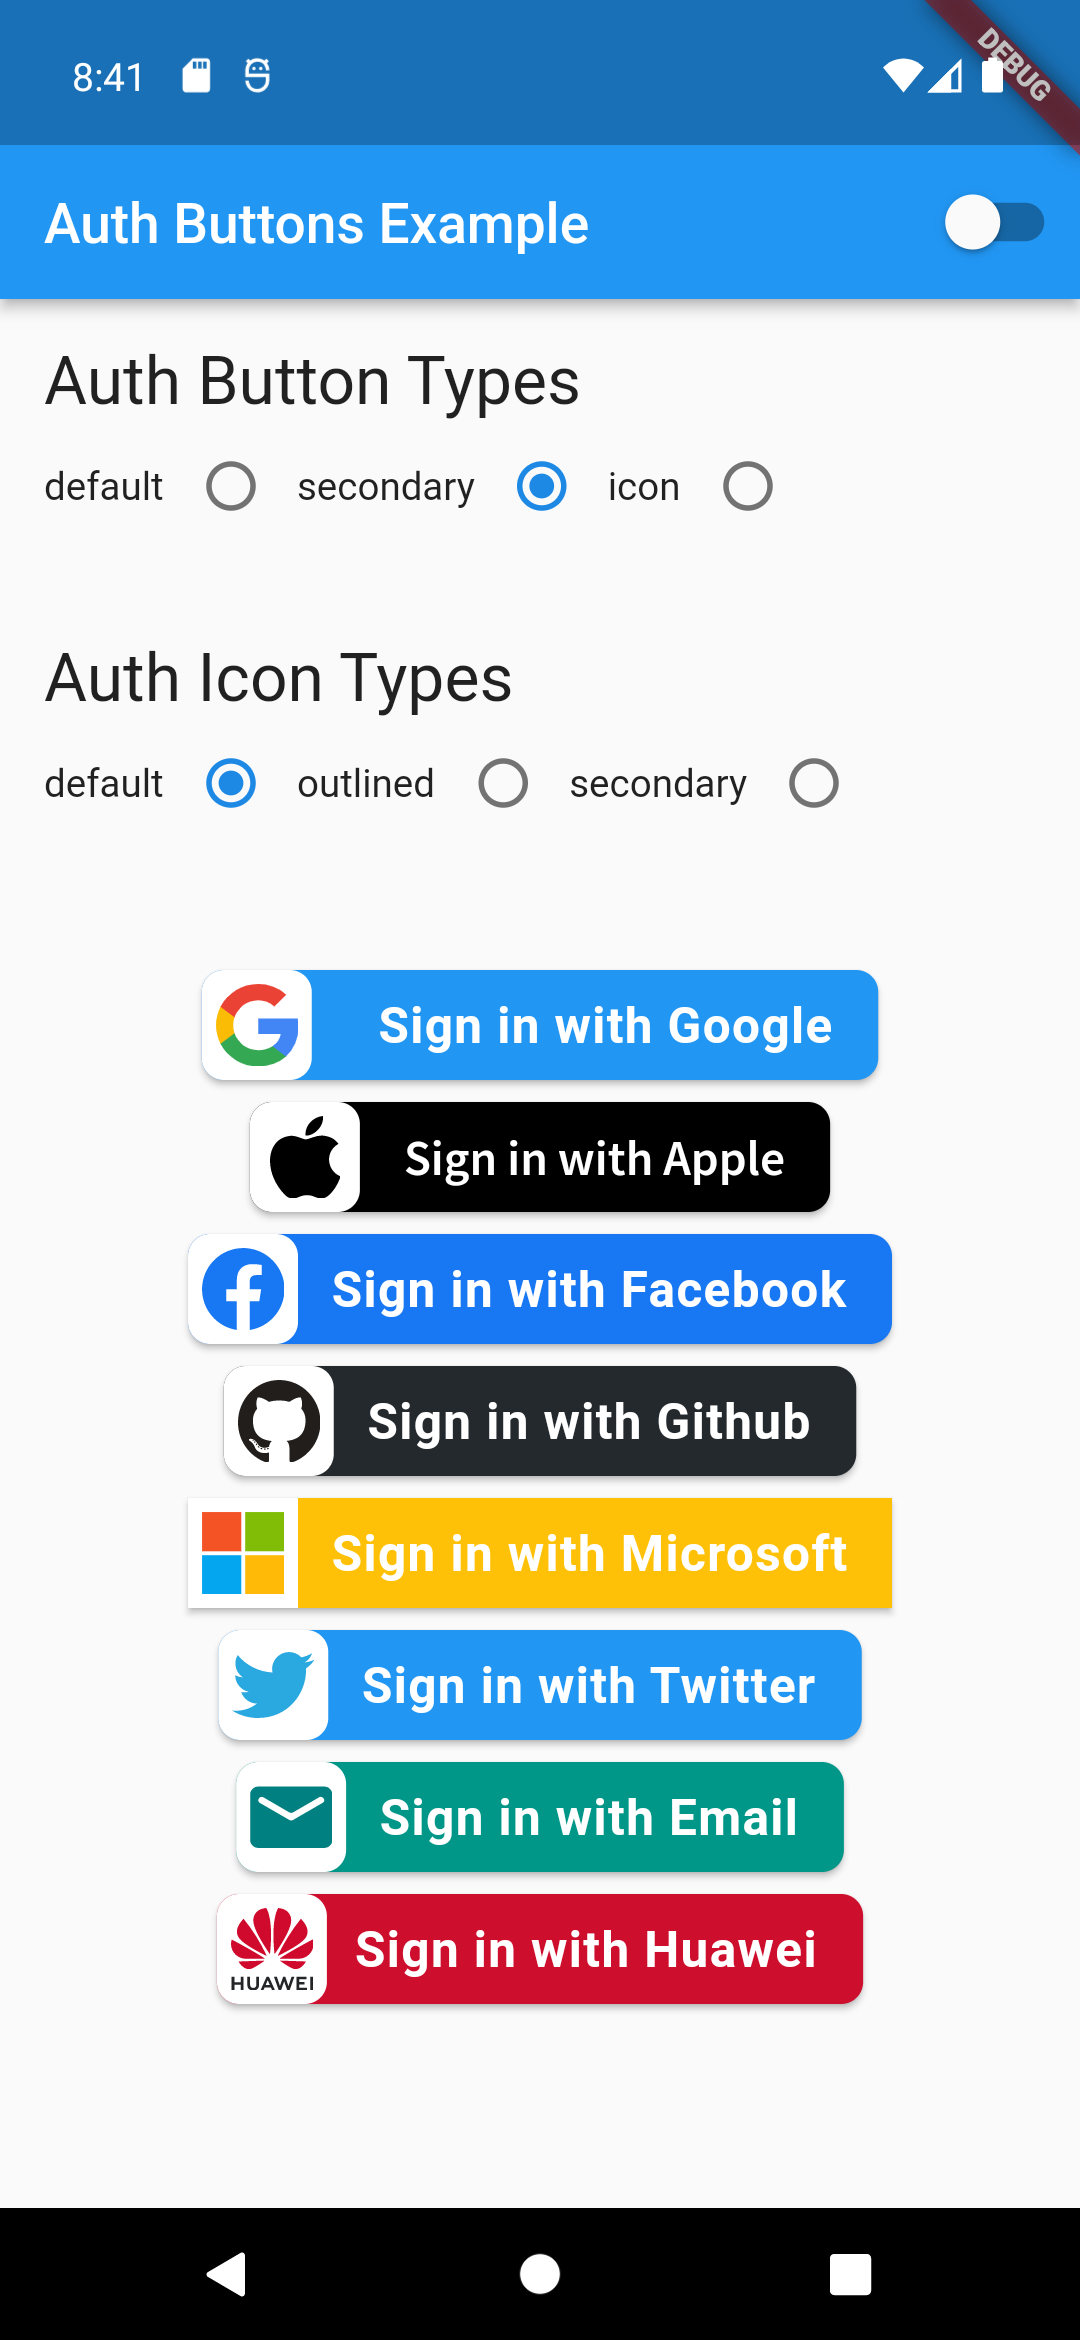 8:41
DEBUG
Auth Buttons Example
Auth Button Types
default secondary icon
Auth Icon Types
default outlined secondary
Sign in with Google
Sign in with Apple
Sign in with Facebook
Sign in with Github
Sign in with Microsoft
Sign in with Twitter
Sign in with Email
HUAWEI Sign in with Huawei